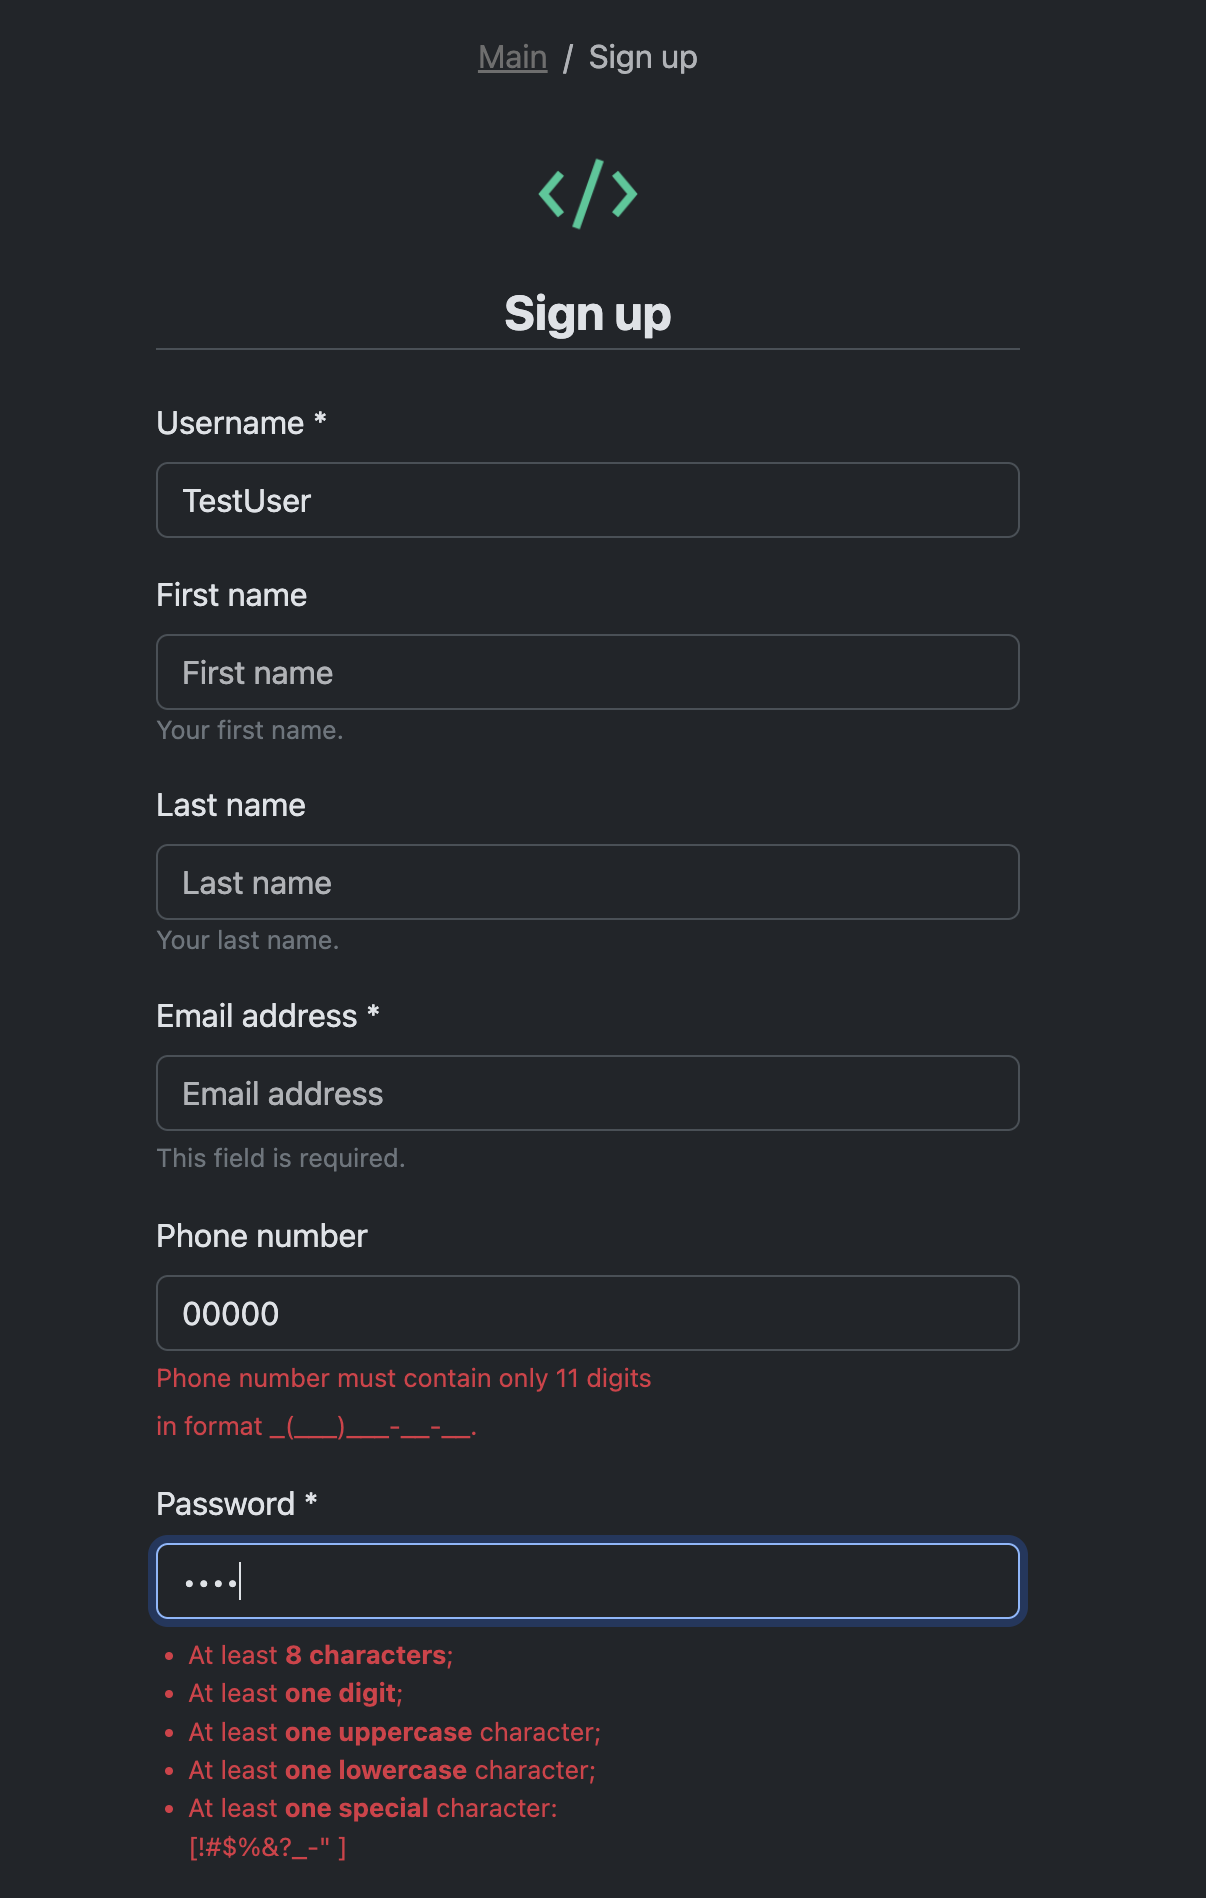 Main / Sign up
</>
Sign up
Username *
TestUser
First name
First name
Your first name.
Last name
Last name
Your last name.
Email address *
Email address
This field is required.
Phone number
00000
Phone number must contain only 11 digits
in format _(___)___-__-__.
Password *
••••
• At least 8 characters;
• At least one digit;
• At least one uppercase character;
• At least one lowercase character;
• At least one special character:
[!#$%&?_-" ]